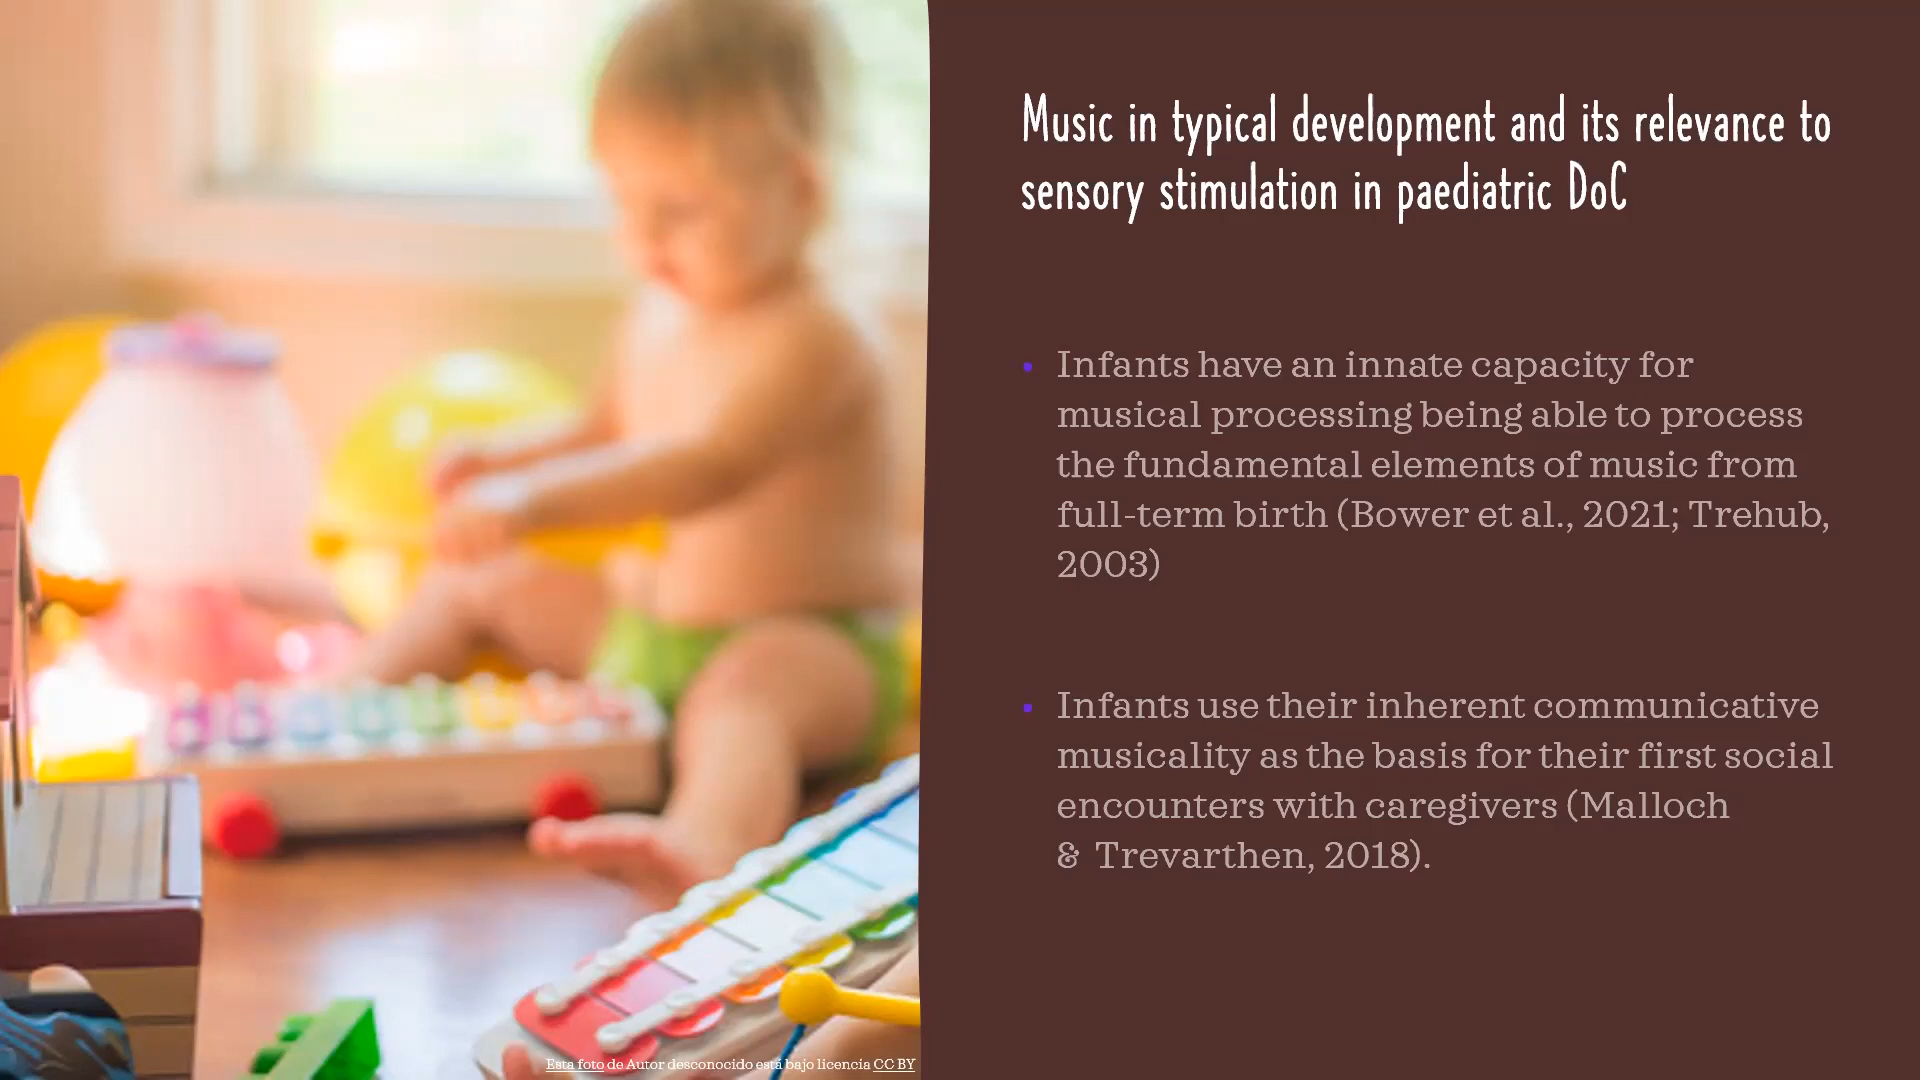 Music in typical development and its relevance to
sensory stimulation in paediatric DoC
▪ Infants have an innate capacity for
musical processing being able to process
the fundamental elements of music from
full-term birth (Bower et al., 2021; Trehub,
2003)
▪ Infants use their inherent communicative
musicality as the basis for their first social
encounters with caregivers (Malloch
& Trevarthen, 2018).
Esta foto de Autor desconocido está bajo licencia CC BY